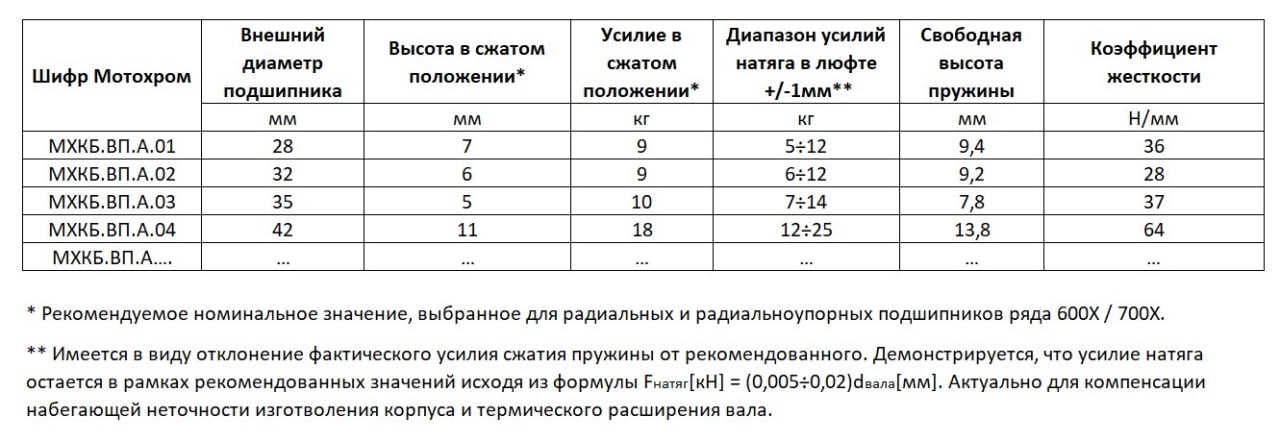 Шифр Мотохром | Внешний диаметр подшипника | Высота в сжатом положении* | Усилие в сжатом положении* | Диапазон усилий натяга в люфте +/-1мм** | Свободная высота пружины | Коэффициент жесткости
мм | мм | кг | кг | мм | Н/мм
МХКБ.ВП.А.01 | 28 | 7 | 9 | 5÷12 | 9,4 | 36
МХКБ.ВП.А.02 | 32 | 6 | 9 | 6÷12 | 9,2 | 28
МХКБ.ВП.А.03 | 35 | 5 | 10 | 7÷14 | 7,8 | 37
МХКБ.ВП.А.04 | 42 | 11 | 18 | 12÷25 | 13,8 | 64
МХКБ.ВП.А.... | ... | ... | ... | ... | ... | ...
* Рекомендуемое номинальное значение, выбранное для радиальных и радиальноупорных подшипников ряда 600X / 700X.
** Имеется в виду отклонение фактического усилия сжатия пружины от рекомендованного. Демонстрируется, что усилие натяга
остается в рамках рекомендованных значений исходя из формулы Fнатяг[кН] = (0,005÷0,02)dвала[мм]. Актуально для компенсации
набегающей неточности изготволения корпуса и термического расширения вала.